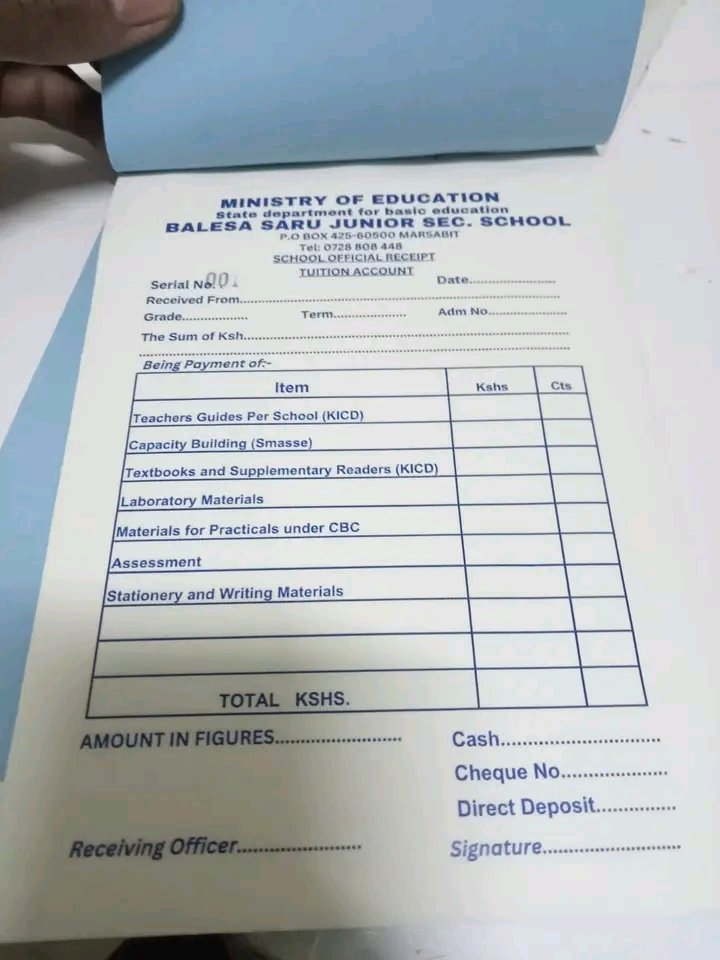 MINISTRY OF EDUCATION
State department for basic education
BALESA SARU JUNIOR SEC. SCHOOL
P.O BOX 425-60500 MARSABIT
Tel: 0728 808 448
SCHOOL OFFICIAL RECEIPT
TUITION ACCOUNT
Serial No. 001 Date....................
Received From....................
Grade.................... Term.................... Adm No....................
The Sum of Ksh....................
Being Payment of:-
Item Kshs Cts
Teachers Guides Per School (KICD)
Capacity Building (Smasse)
Textbooks and Supplementary Readers (KICD)
Laboratory Materials
Materials for Practicals under CBC
Assessment
Stationery and Writing Materials
TOTAL KSHS.
AMOUNT IN FIGURES.................... Cash....................
Cheque No....................
Direct Deposit....................
Receiving Officer.................... Signature....................